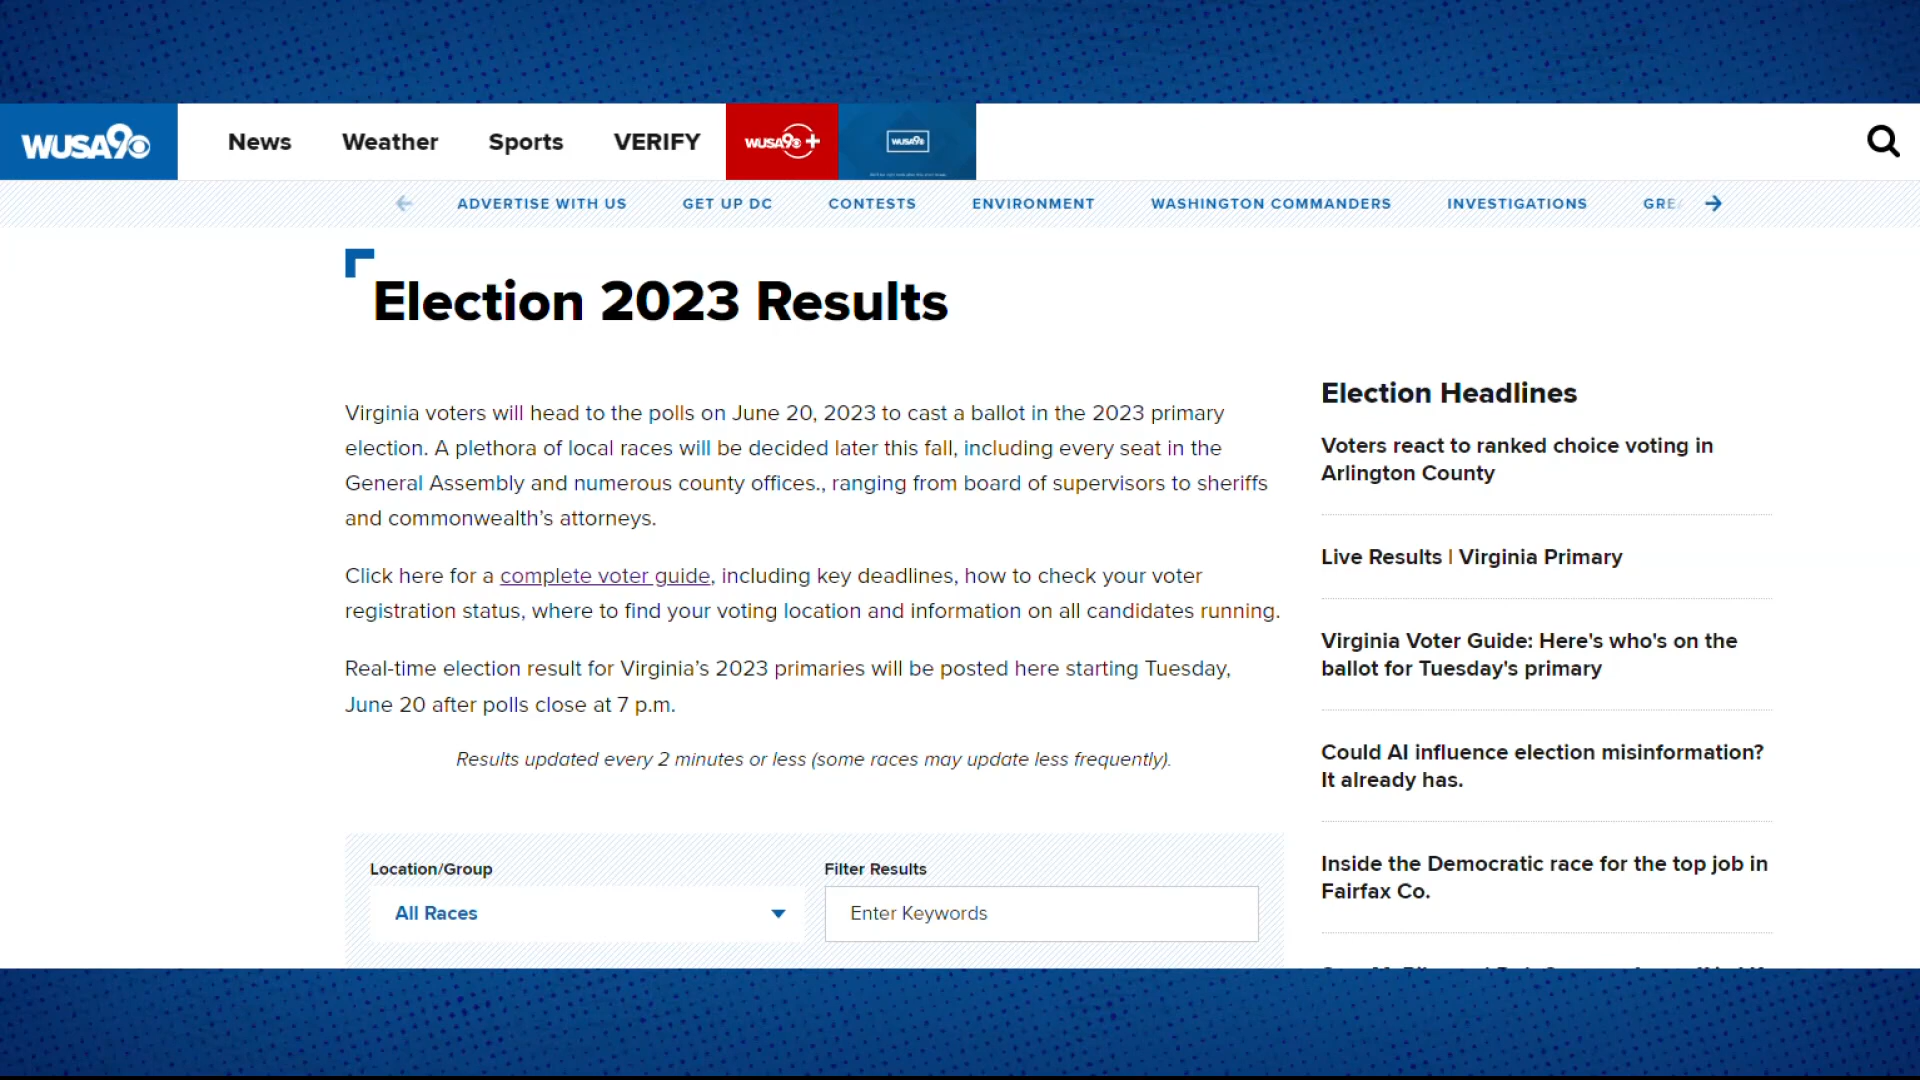 WUSA9
News
Weather
Sports
VERIFY
WUSA9+
WUSA9
ADVERTISE WITH US
GET UP DC
CONTESTS
ENVIRONMENT
WASHINGTON COMMANDERS
INVESTIGATIONS
GREA
Election 2023 Results
Virginia voters will head to the polls on June 20, 2023 to cast a ballot in the 2023 primary
election. A plethora of local races will be decided later this fall, including every seat in the
General Assembly and numerous county offices., ranging from board of supervisors to sheriffs
and commonwealth’s attorneys.
Click here for a complete voter guide, including key deadlines, how to check your voter
registration status, where to find your voting location and information on all candidates running.
Real-time election result for Virginia’s 2023 primaries will be posted here starting Tuesday,
June 20 after polls close at 7 p.m.
Results updated every 2 minutes or less (some races may update less frequently).
Location/Group
All Races
Filter Results
Enter Keywords
Election Headlines
Voters react to ranked choice voting in
Arlington County
Live Results | Virginia Primary
Virginia Voter Guide: Here's who's on the
ballot for Tuesday's primary
Could AI influence election misinformation?
It already has.
Inside the Democratic race for the top job in
Fairfax Co.